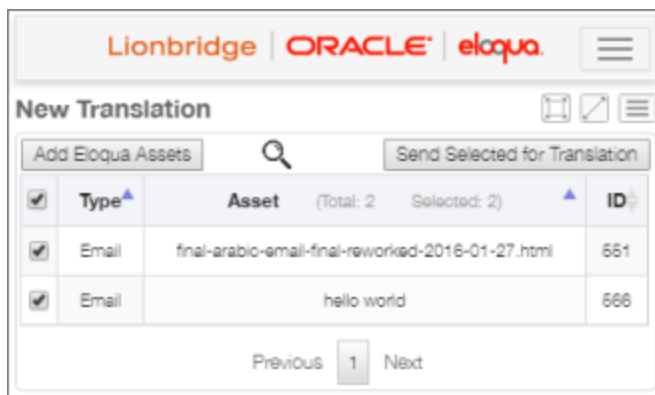 Lionbridge | ORACLE | eloqua.
New Translation
Add Eloqua Assets Send Selected for Translation
Type Asset (Total: 2 Selected: 2) ID
Email final-arabic-email-final-reworked-2016-01-27.html 551
Email hello world 566
Previous 1 Next